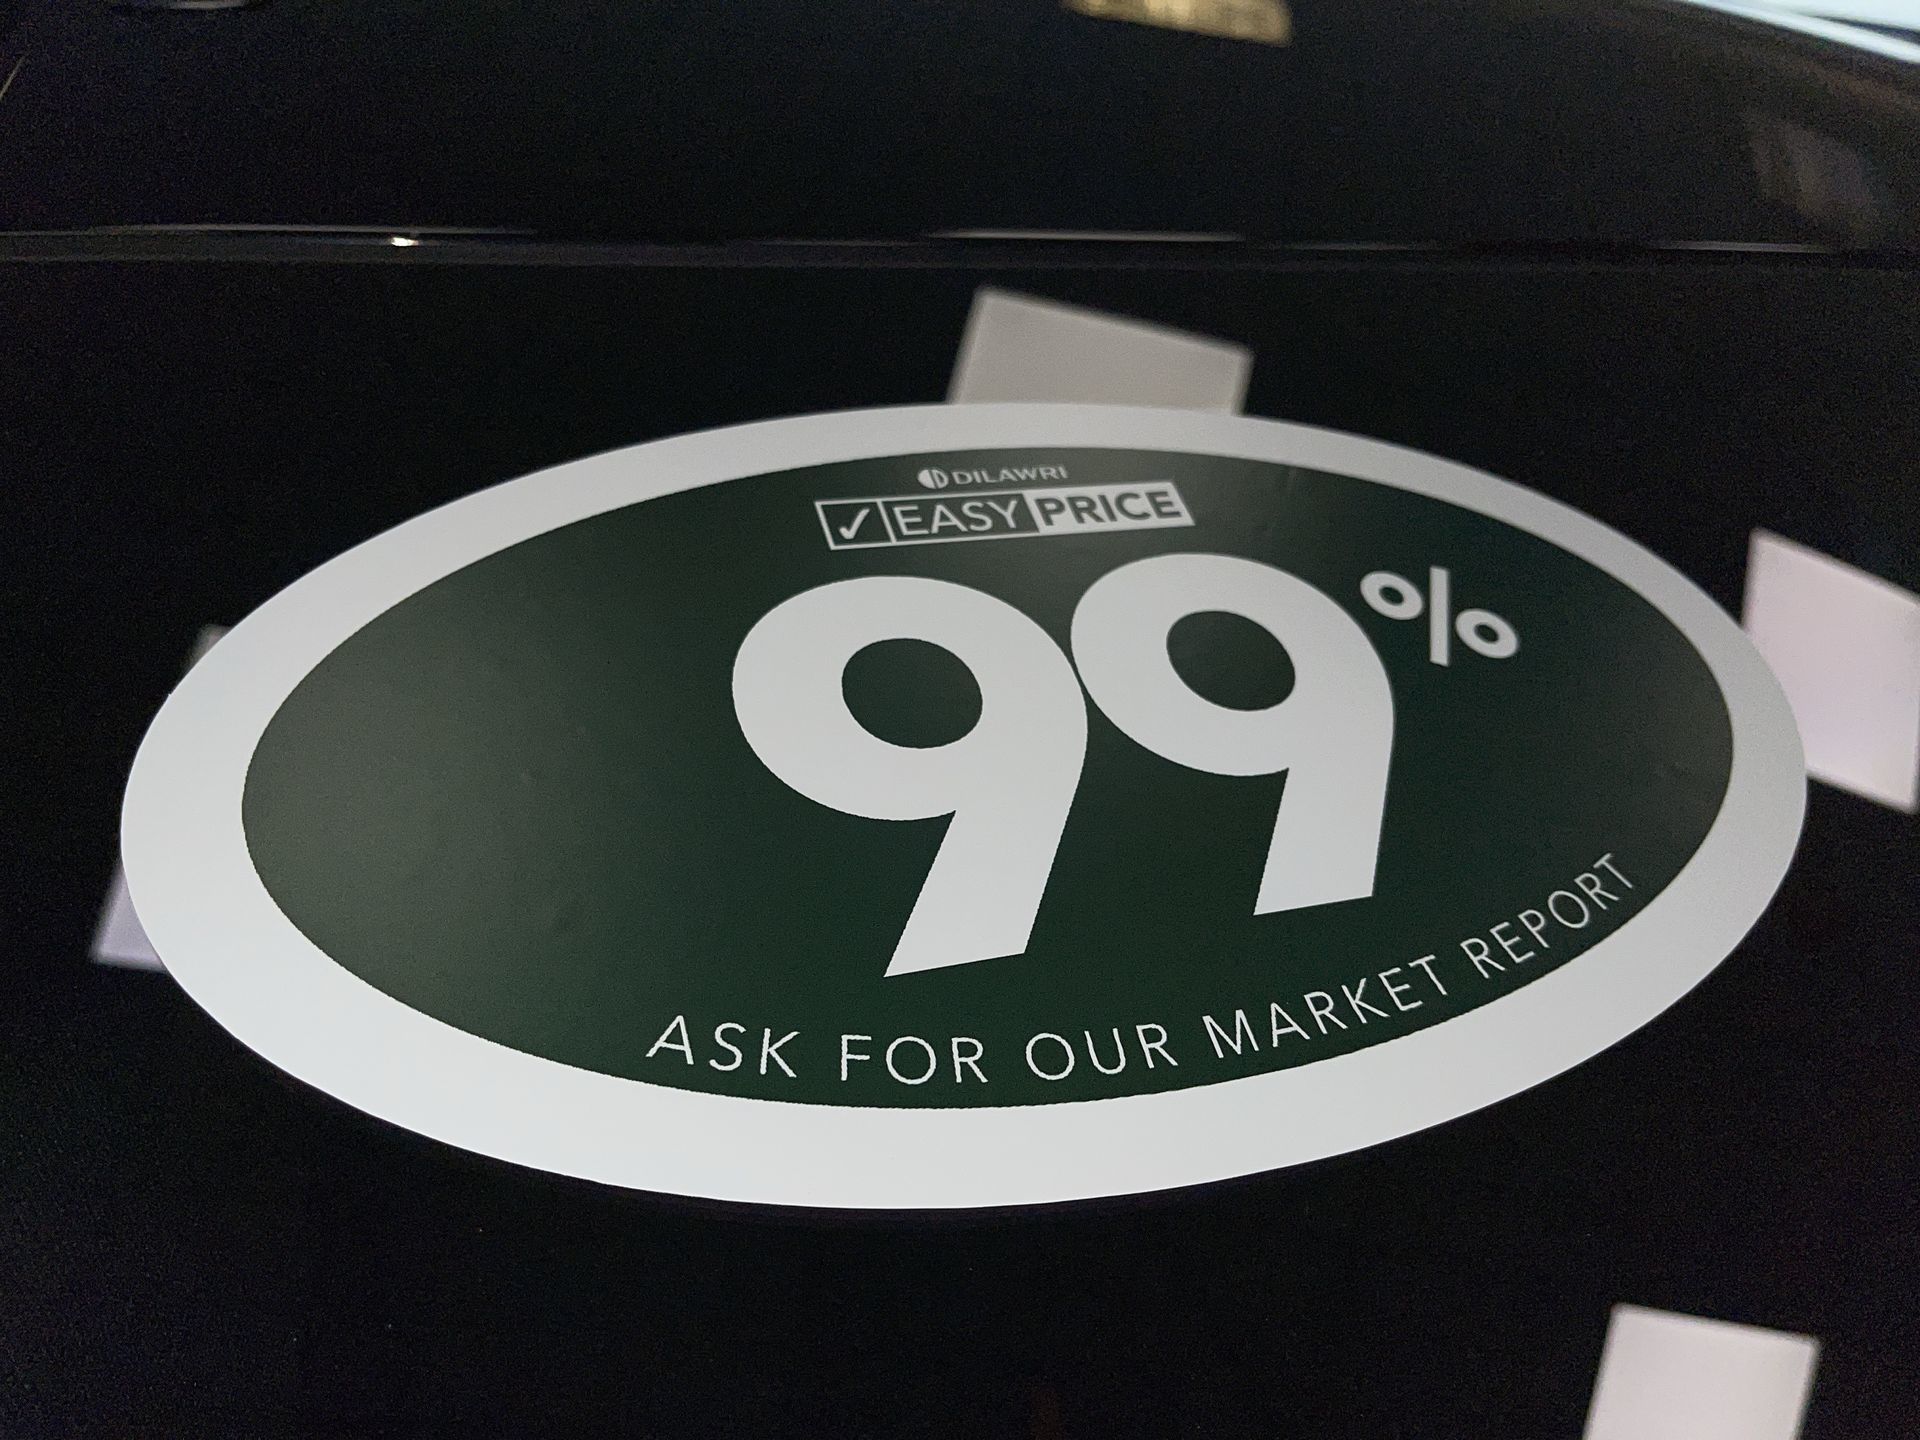 DILAWRI
✓ EASY PRICE
99%
ASK FOR OUR MARKET REPORT